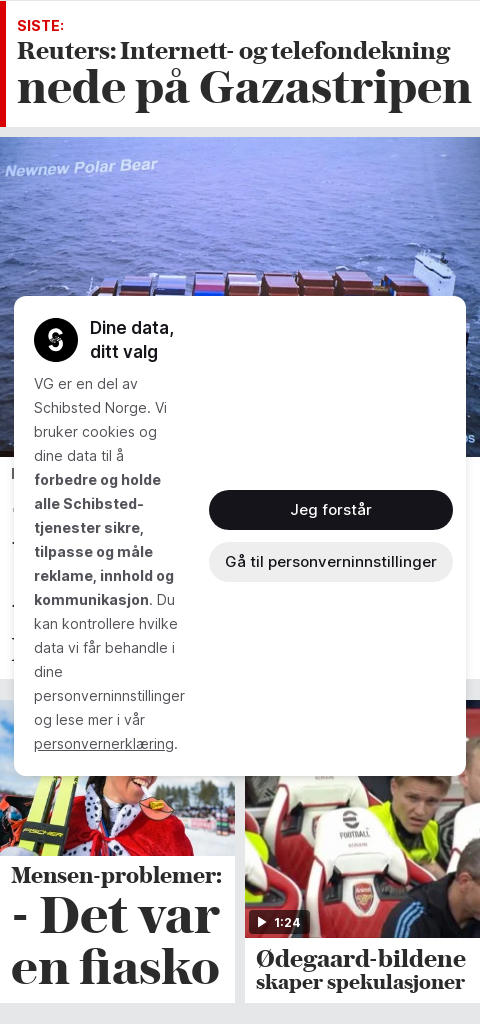 SISTE:
Reuters: Internett- og telefondekning
nede på Gazastripen
Newnew Polar Bear
Dine data,
ditt valg
VG er en del av
Schibsted Norge. Vi
bruker cookies og
dine data til å
forbedre og holde
alle Schibsted-
tjenester sikre,
tilpasse og måle
reklame, innhold og
kommunikasjon. Du
kan kontrollere hvilke
data vi får behandle i
dine
personverninnstillinger
og lese mer i vår
personvernerklæring.
Jeg forstår
Gå til personverninnstillinger
FISCHER
FOOTBALL
Arsenal
1:24
Mensen-problemer:
- Det var
en fiasko
Ødegaard-bildene
skaper spekulasjoner